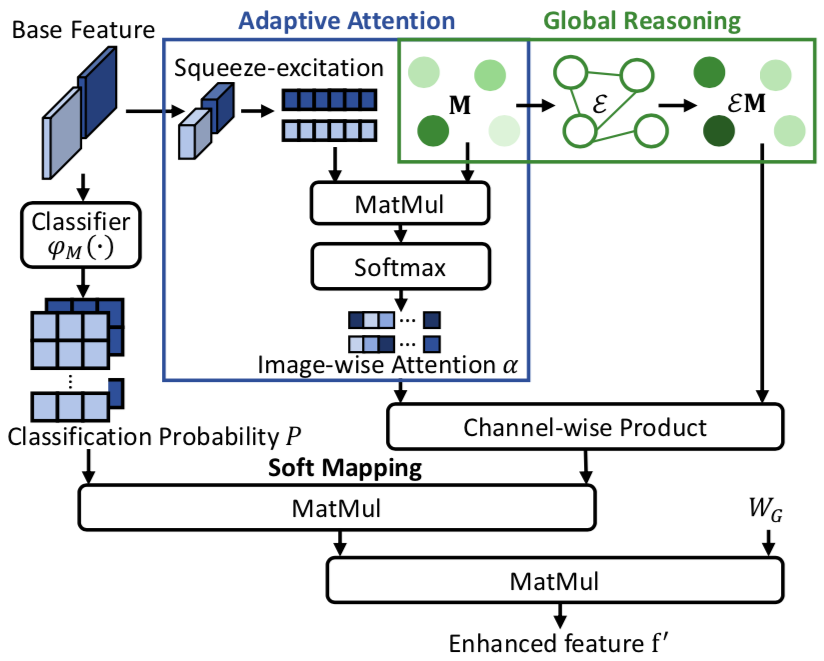 Adaptive Attention
Global Reasoning
Base Feature
Squeeze-excitation
M
ℰ
ℰM
MatMul
Classifier
φ_M(·)
Softmax
...
...
...
Image-wise Attention α
Classification Probability P
Channel-wise Product
Soft Mapping
MatMul
W_G
MatMul
Enhanced feature f′